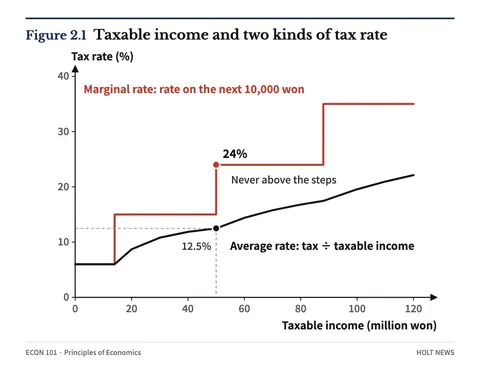 Figure 2.1 Taxable income and two kinds of tax rate
Tax rate (%)
40
Marginal rate: rate on the next 10,000 won
30
24%
20
Never above the steps
10
12.5%
Average rate: tax ÷ taxable income
0
0 20 40 60 80 100 120
Taxable income (million won)
ECON 101 · Principles of Economics
HOLT NEWS